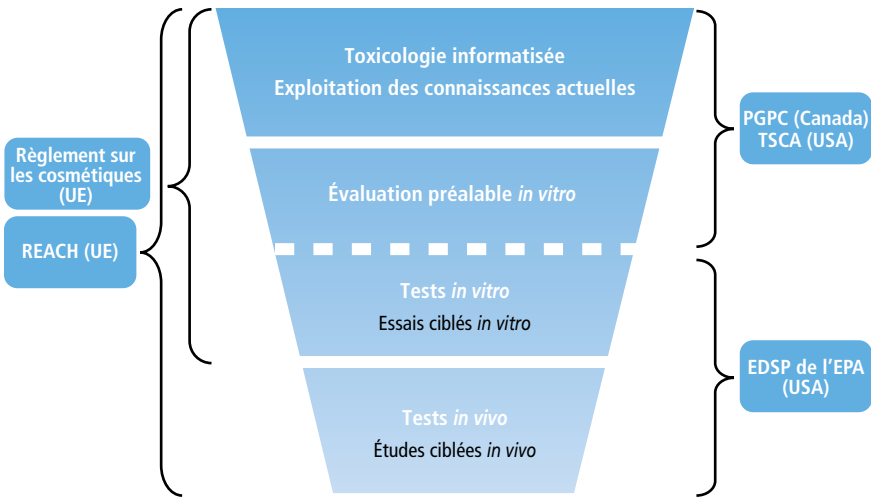 Toxicologie informatisée
Exploitation des connaissances actuelles
PGPC (Canada)
TSCA (USA)
Règlement sur
les cosmétiques
(UE)
Évaluation préalable in vitro
REACH (UE)
Tests in vitro
Essais ciblés in vitro
EDSP de l'EPA
(USA)
Tests in vivo
Études ciblées in vivo